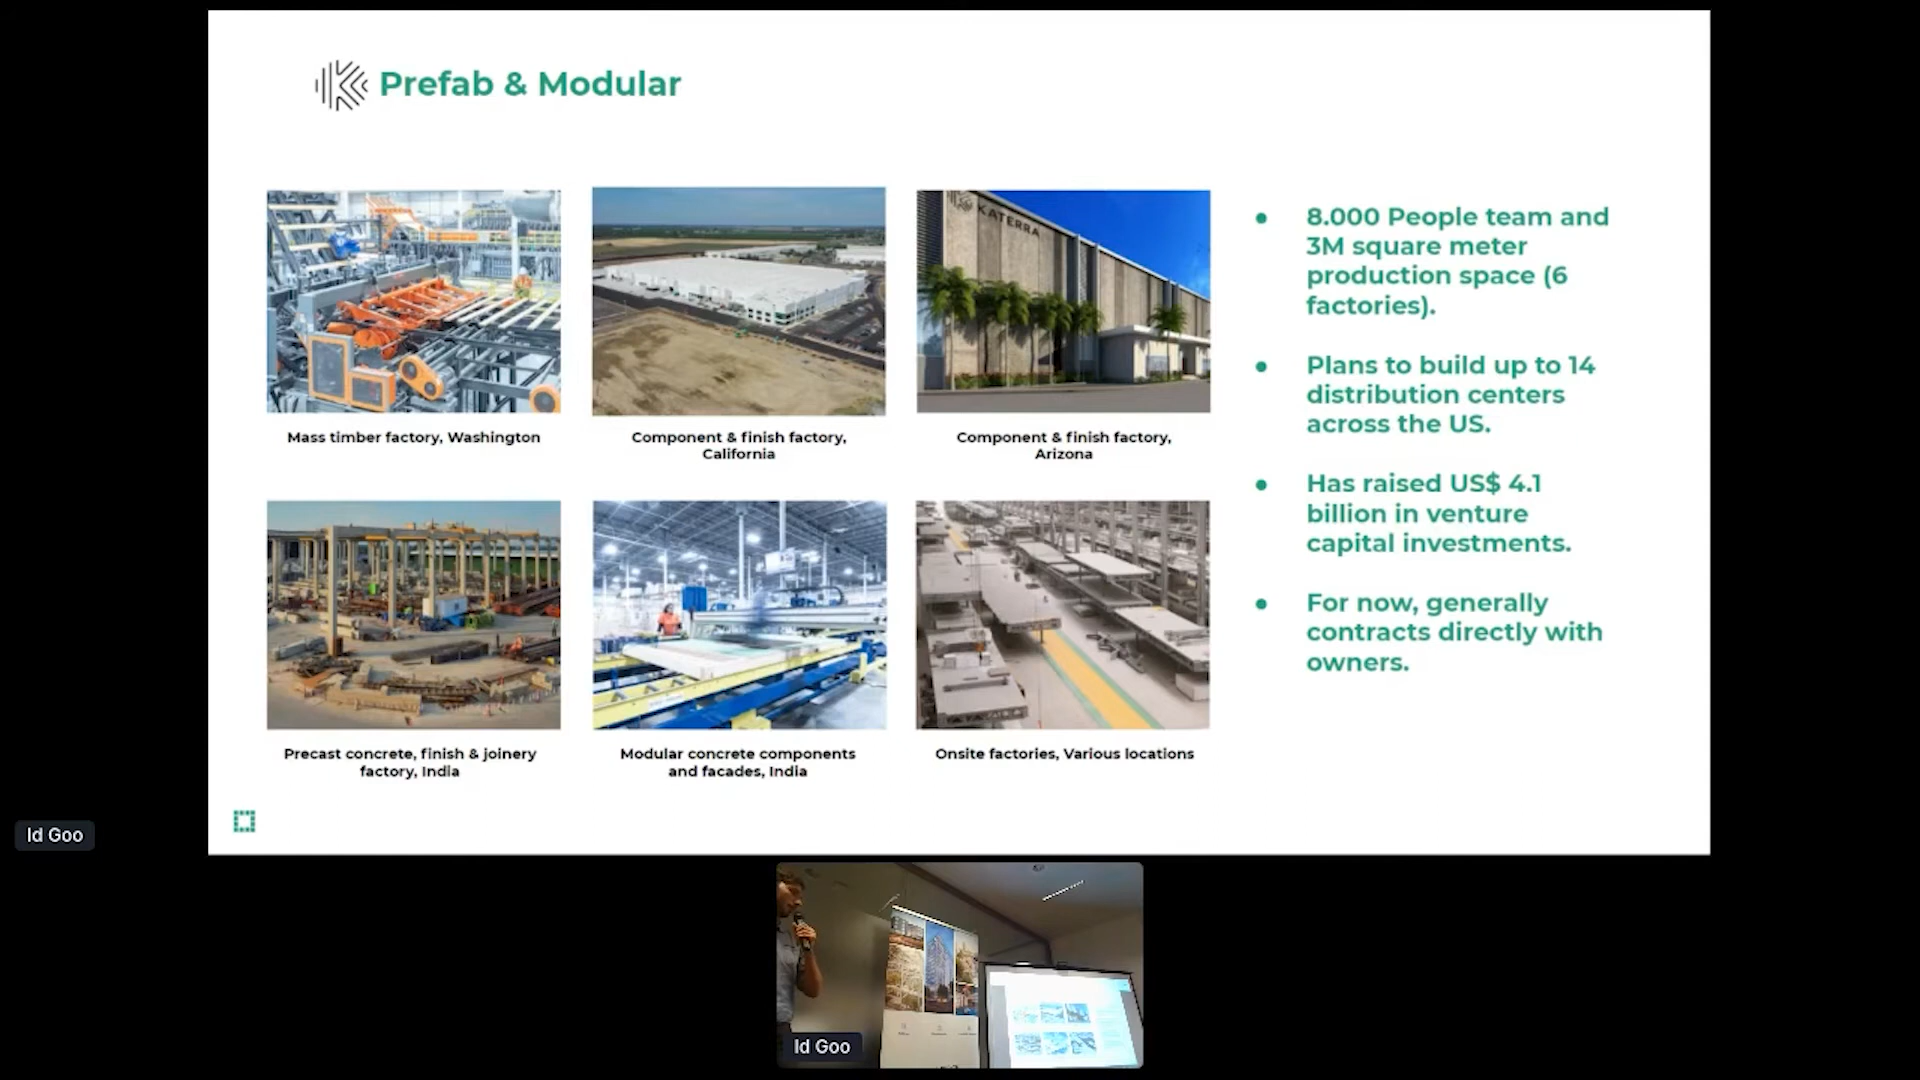 Prefab & Modular
KATERRA
Mass timber factory, Washington
Component & finish factory,
California
Component & finish factory,
Arizona
Precast concrete, finish & joinery
factory, India
Modular concrete components
and facades, India
Onsite factories, Various locations
● 8.000 People team and
3M square meter
production space (6
factories).
● Plans to build up to 14
distribution centers
across the US.
● Has raised US$ 4.1
billion in venture
capital investments.
● For now, generally
contracts directly with
owners.
Id Goo
Id Goo